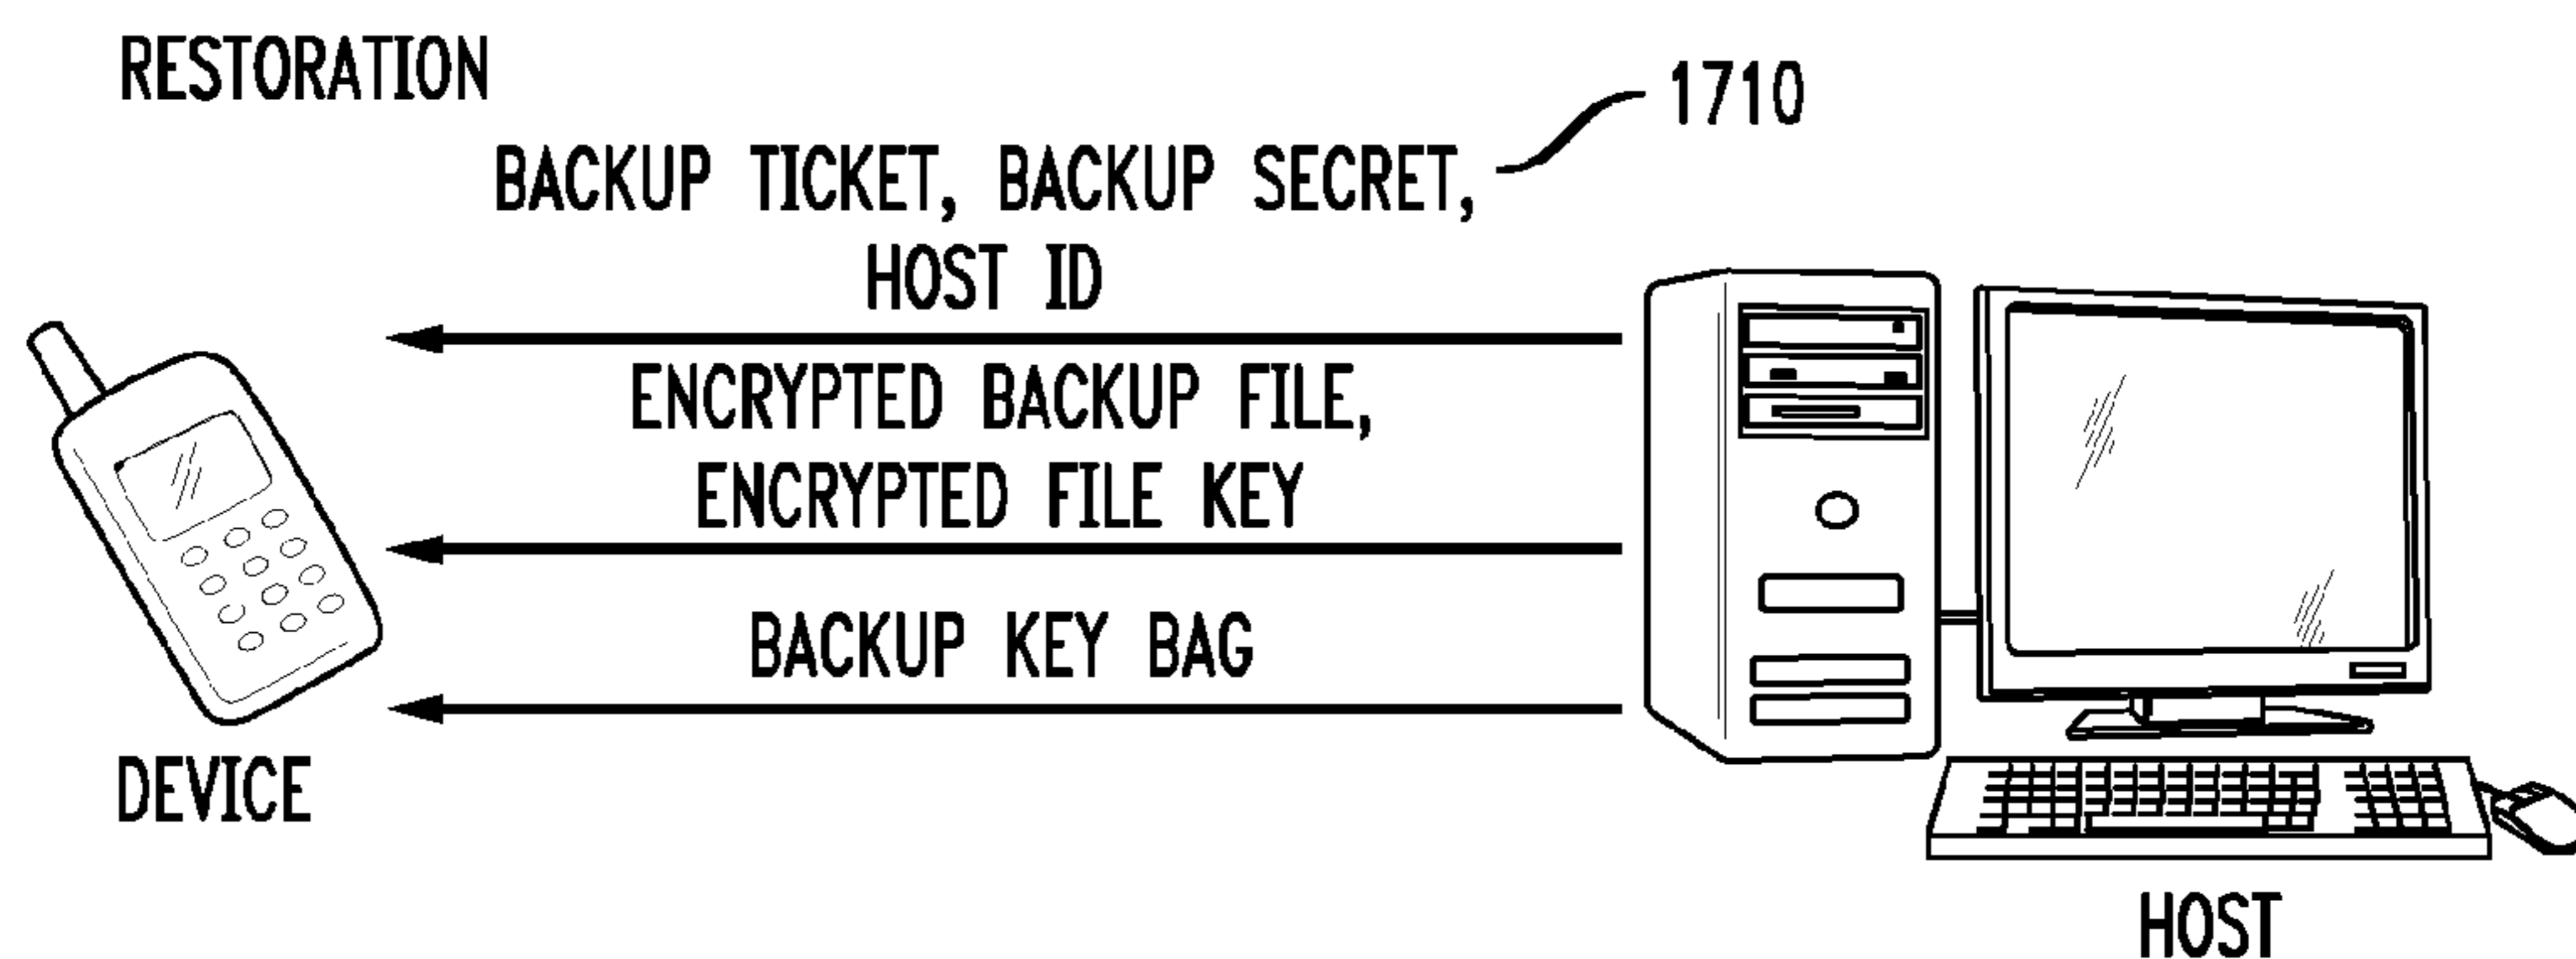 RESTORATION
1710
BACKUP TICKET, BACKUP SECRET,
HOST ID
ENCRYPTED BACKUP FILE,
ENCRYPTED FILE KEY
BACKUP KEY BAG
DEVICE
HOST